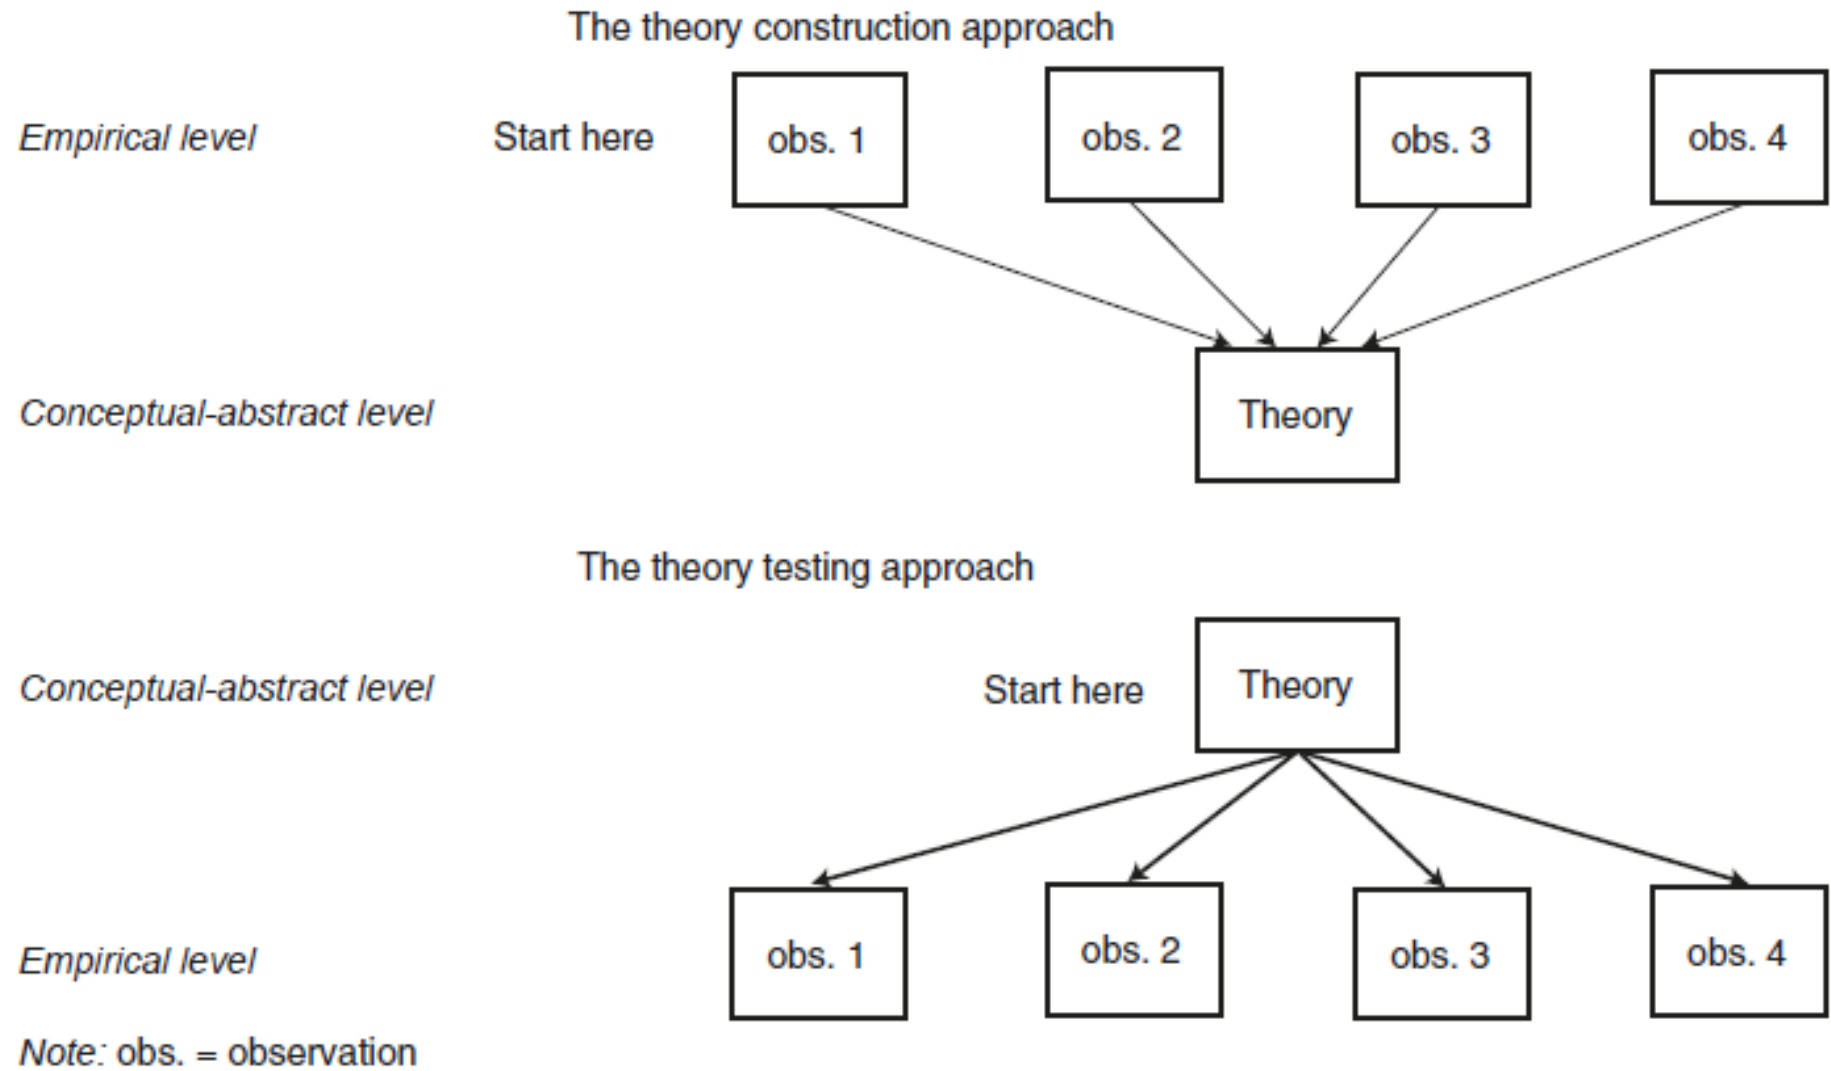 The theory construction approach
Empirical level
Start here
obs. 1
obs. 2
obs. 3
obs. 4
Conceptual-abstract level
Theory
The theory testing approach
Conceptual-abstract level
Start here
Theory
Empirical level
obs. 1
obs. 2
obs. 3
obs. 4
Note: obs. = observation